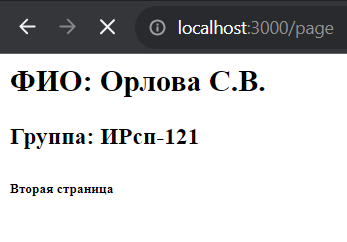 localhost:3000/page
ФИО: Орлова С.В.
Группа: ИРсп-121
Вторая страница